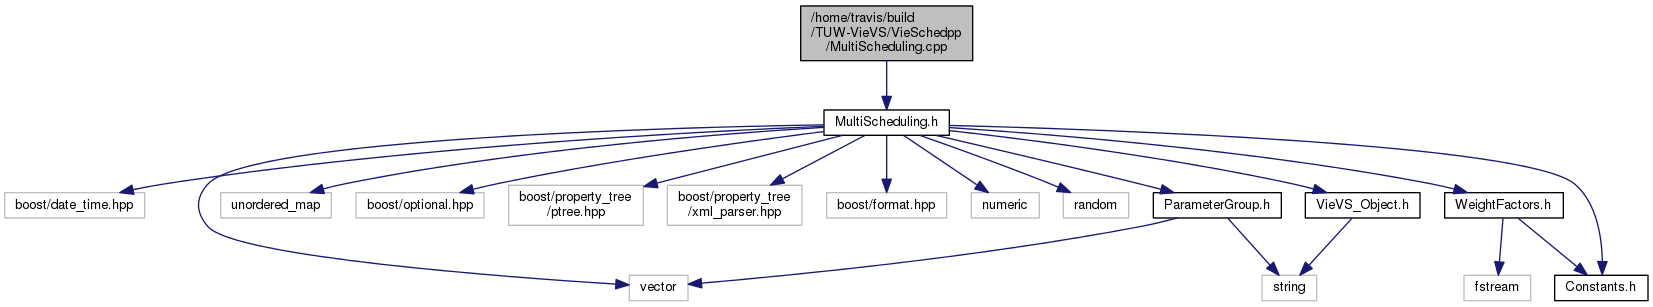 /home/travis/build
/TUW-VieVS/VieSchedpp
/MultiScheduling.cpp
MultiScheduling.h
boost/date_time.hpp
unordered_map
boost/optional.hpp
boost/property_tree
/ptree.hpp
boost/property_tree
/xml_parser.hpp
boost/format.hpp
numeric
random
ParameterGroup.h
VieVS_Object.h
WeightFactors.h
vector
string
fstream
Constants.h